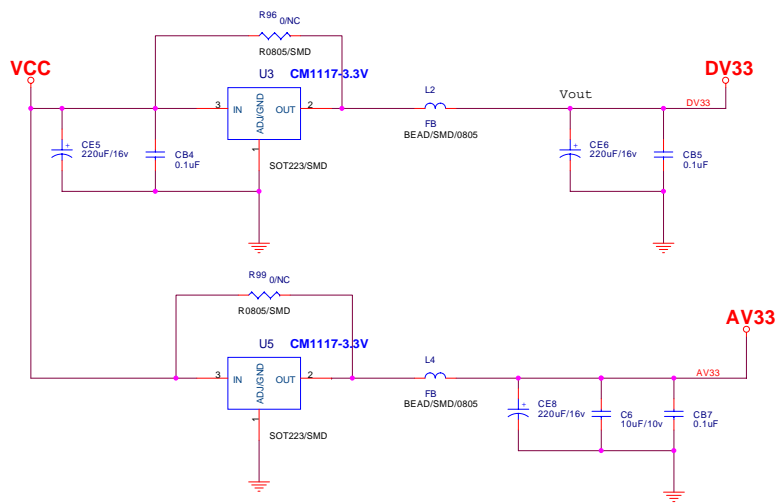 R96 0/NC
R0805/SMD
VCC
U3 CM1117-3.3V
3 IN OUT 2
ADJ/GND
1
SOT223/SMD
CE5
220uF/16v
CB4
0.1uF
L2
FB
BEAD/SMD/0805
Vout
DV33
DV33
CE6
220uF/16v
CB5
0.1uF
R99 0/NC
R0805/SMD
U5 CM1117-3.3V
3 IN OUT 2
ADJ/GND
1
SOT223/SMD
L4
FB
BEAD/SMD/0805
AV33
AV33
CE8
220uF/16v
C6
10uF/10v
CB7
0.1uF